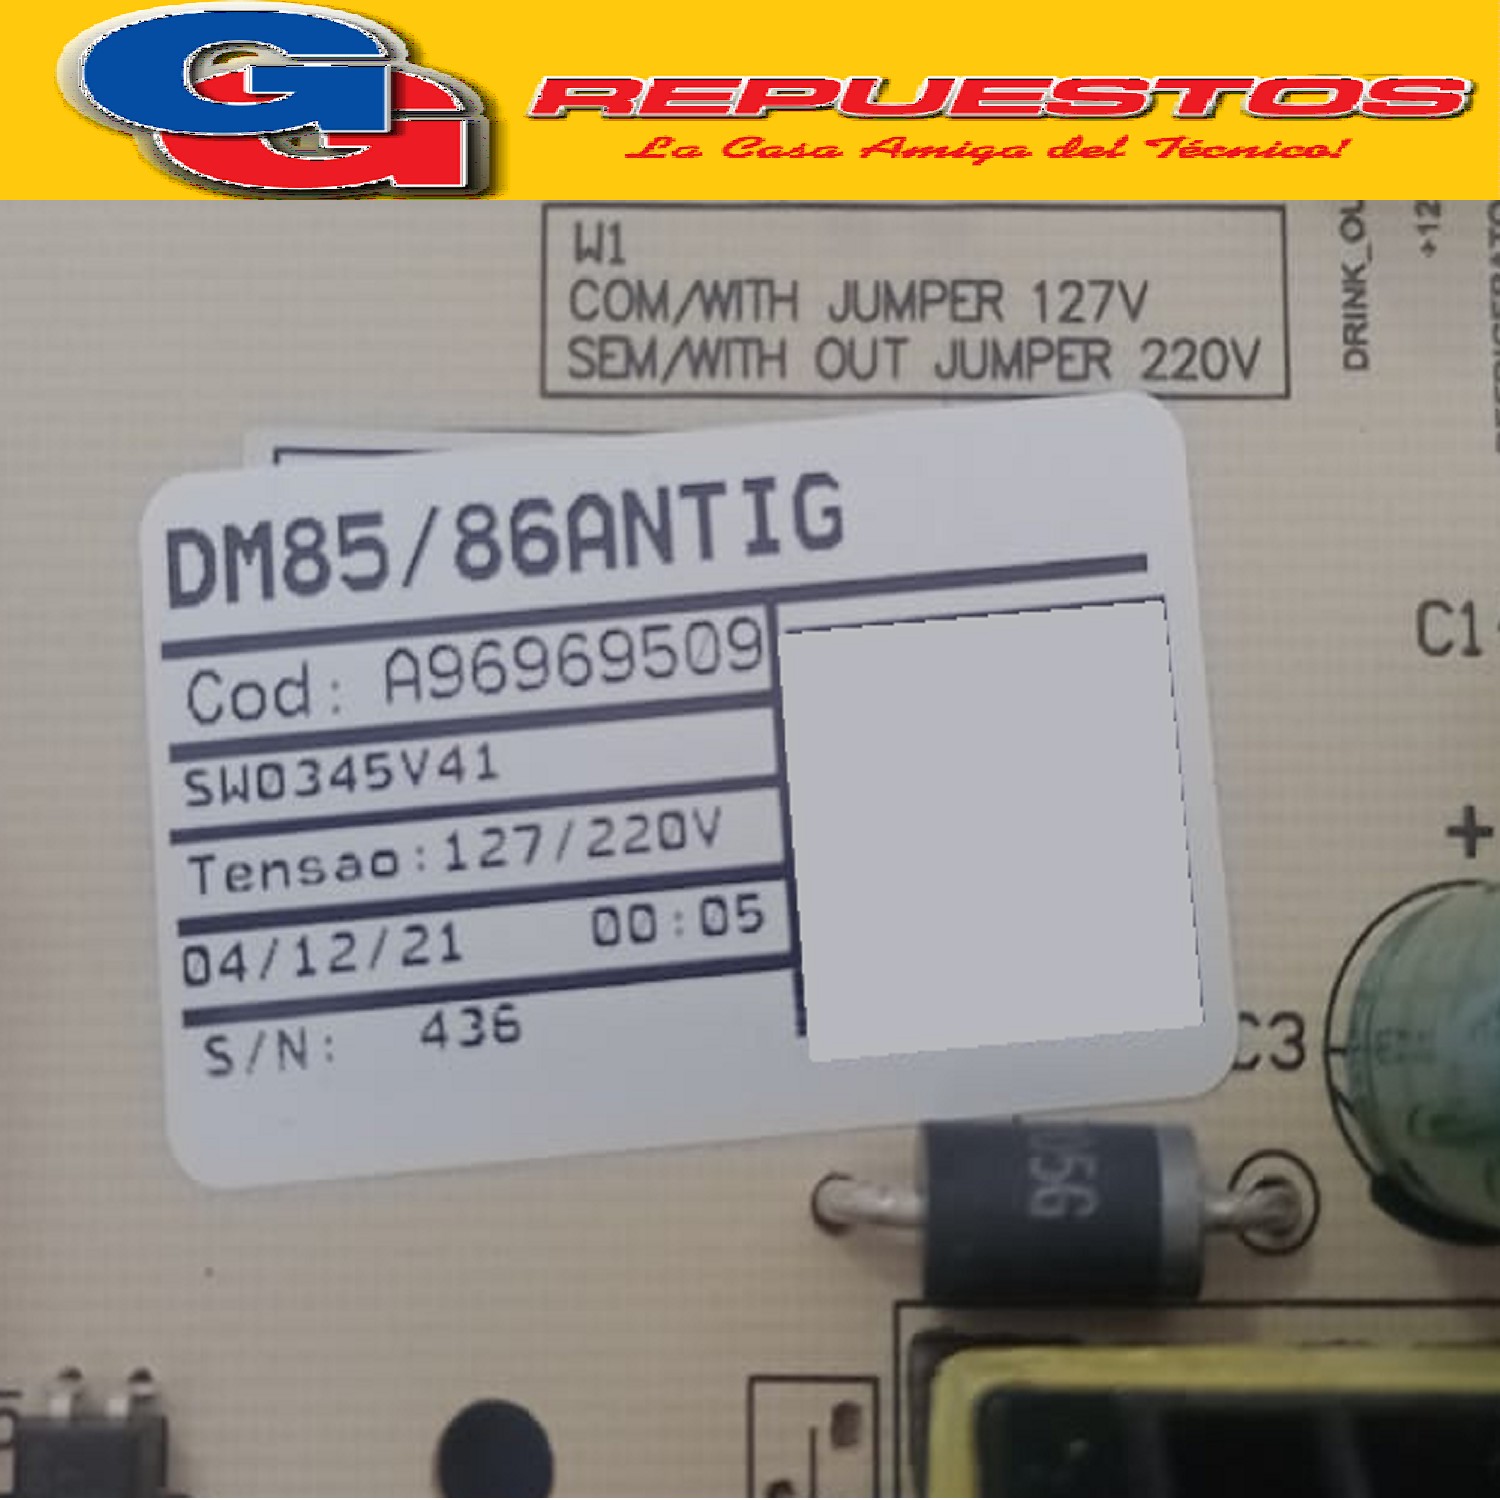 GG REPUESTOS
La Casa Amiga del Técnico!
W1
COM/WITH JUMPER 127V
SEM/WITH OUT JUMPER 220V
+12
DM85/86ANTIG
Cod: A96969509
SW0345V41
Tensao:127/220V
04/12/21 00:05
S/N: 436
C1
+
C3